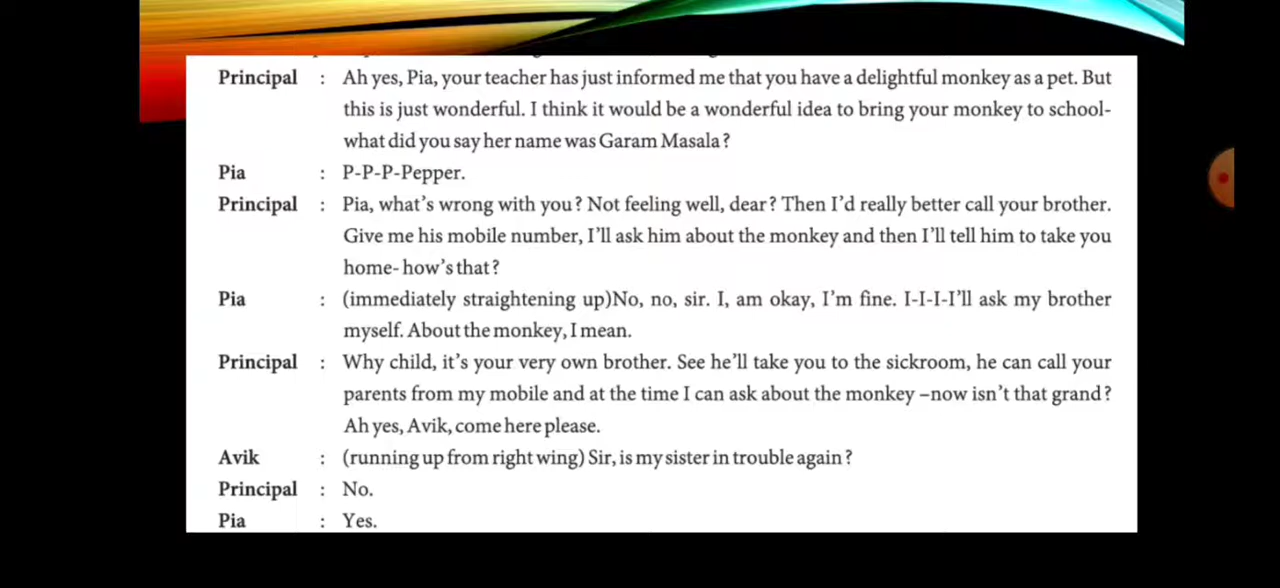 Principal : Ah yes, Pia, your teacher has just informed me that you have a delightful monkey as a pet. But
this is just wonderful. I think it would be a wonderful idea to bring your monkey to school-
what did you say her name was Garam Masala?
Pia : P-P-P-Pepper.
Principal : Pia, what's wrong with you? Not feeling well, dear? Then I'd really better call your brother.
Give me his mobile number, I'll ask him about the monkey and then I'll tell him to take you
home- how's that?
Pia : (immediately straightening up)No, no, sir. I, am okay, I'm fine. I-I-I-I'll ask my brother
myself. About the monkey, I mean.
Principal : Why child, it's your very own brother. See he'll take you to the sickroom, he can call your
parents from my mobile and at the time I can ask about the monkey –now isn't that grand?
Ah yes, Avik, come here please.
Avik : (running up from right wing) Sir, is my sister in trouble again?
Principal : No.
Pia : Yes.